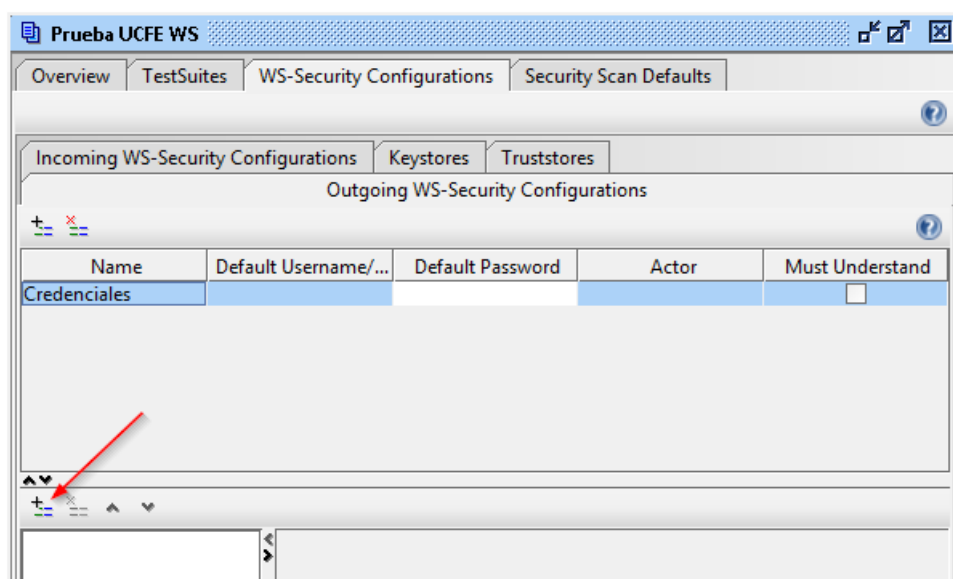 Prueba UCFE WS
Overview TestSuites WS-Security Configurations Security Scan Defaults
Incoming WS-Security Configurations Keystores Truststores
Outgoing WS-Security Configurations
Name Default Username/... Default Password Actor Must Understand
Credenciales